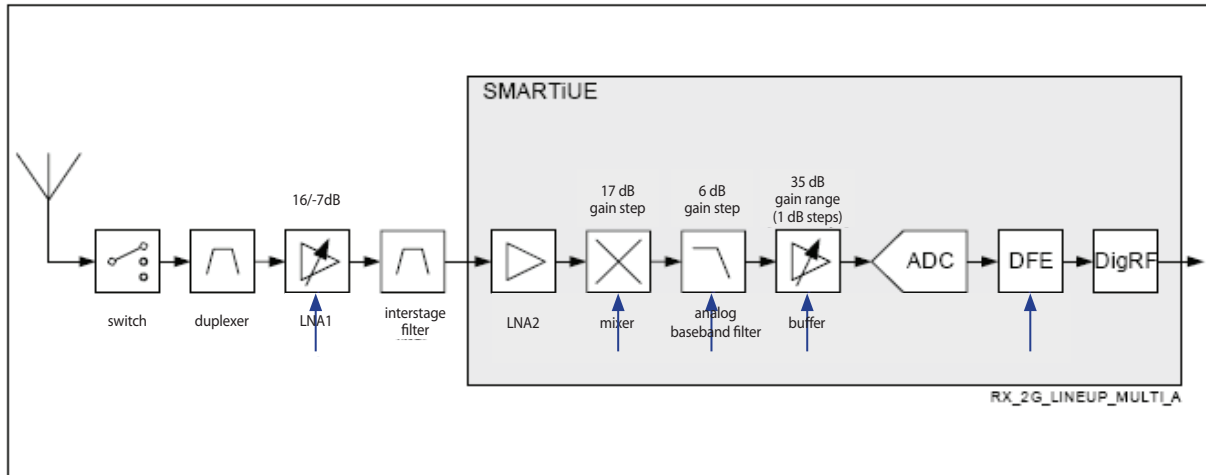 SMARTiUE
16/-7dB
17 dB
gain step
6 dB
gain step
35 dB
gain range
(1 dB steps)
ADC
DFE
DigRF
switch
duplexer
LNA1
interstage
filter
LNA2
mixer
analog
baseband filter
buffer
RX_2G_LINEUP_MULTI_A